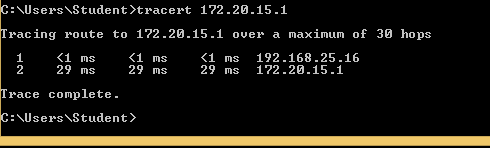 C:\Users\Student>tracert 172.20.15.1
Tracing route to 172.20.15.1 over a maximum of 30 hops
1 <1 ms <1 ms <1 ms 192.168.25.16
2 29 ms 29 ms 29 ms 172.20.15.1
Trace complete.
C:\Users\Student>